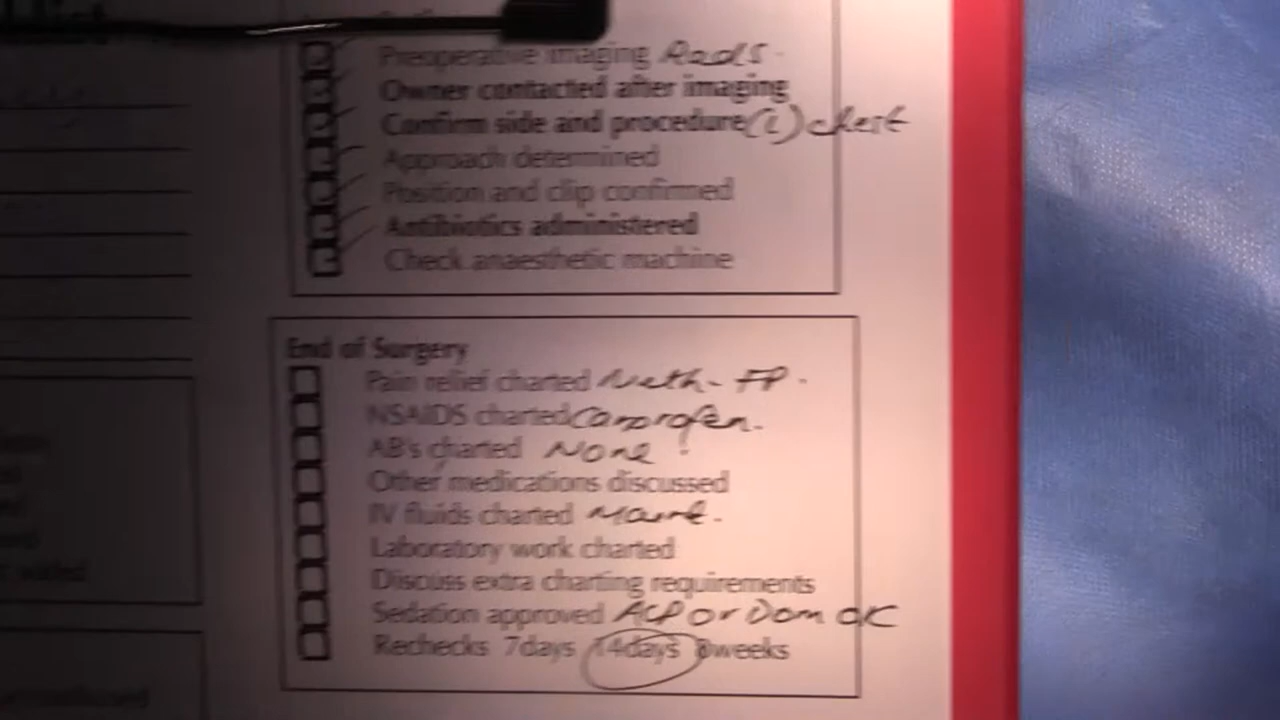 Preoperative imaging Rads.
Owner contacted after imaging
Confirm side and procedure (L) chest
Approach determined
Position and clip confirmed
Antibiotics administered
Check anaesthetic machine
End of Surgery
Pain relief charted Meth - FP.
NSAIDS charted Carprofen.
AB's charted None
Other medications discussed
IV fluids charted Maint.
Laboratory work charted
Discuss extra charting requirements
Sedation approved ACP or Dom OK
Rechecks 7days 14days 8weeks